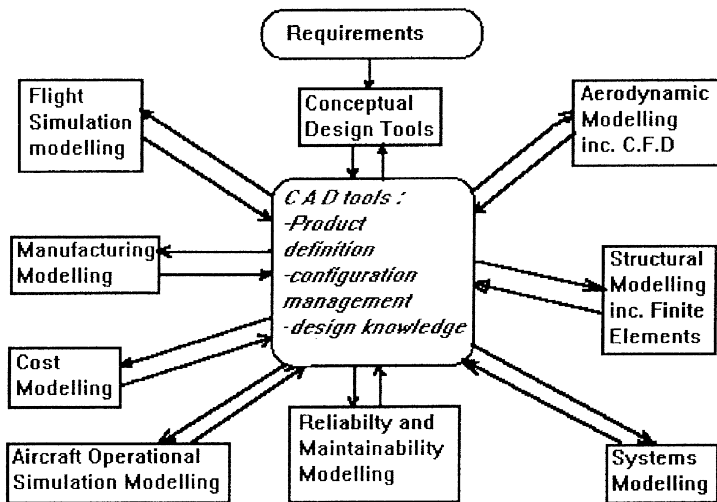 Requirements
Flight
Simulation
modelling
Conceptual
Design Tools
Aerodynamic
Modelling
inc. C.F.D
C A D tools :
-Product
definition
-configuration
management
-design knowledge
Manufacturing
Modelling
Structural
Modelling
inc. Finite
Elements
Cost
Modelling
Aircraft Operational
Simulation Modelling
Reliabilty and
Maintainability
Modelling
Systems
Modelling